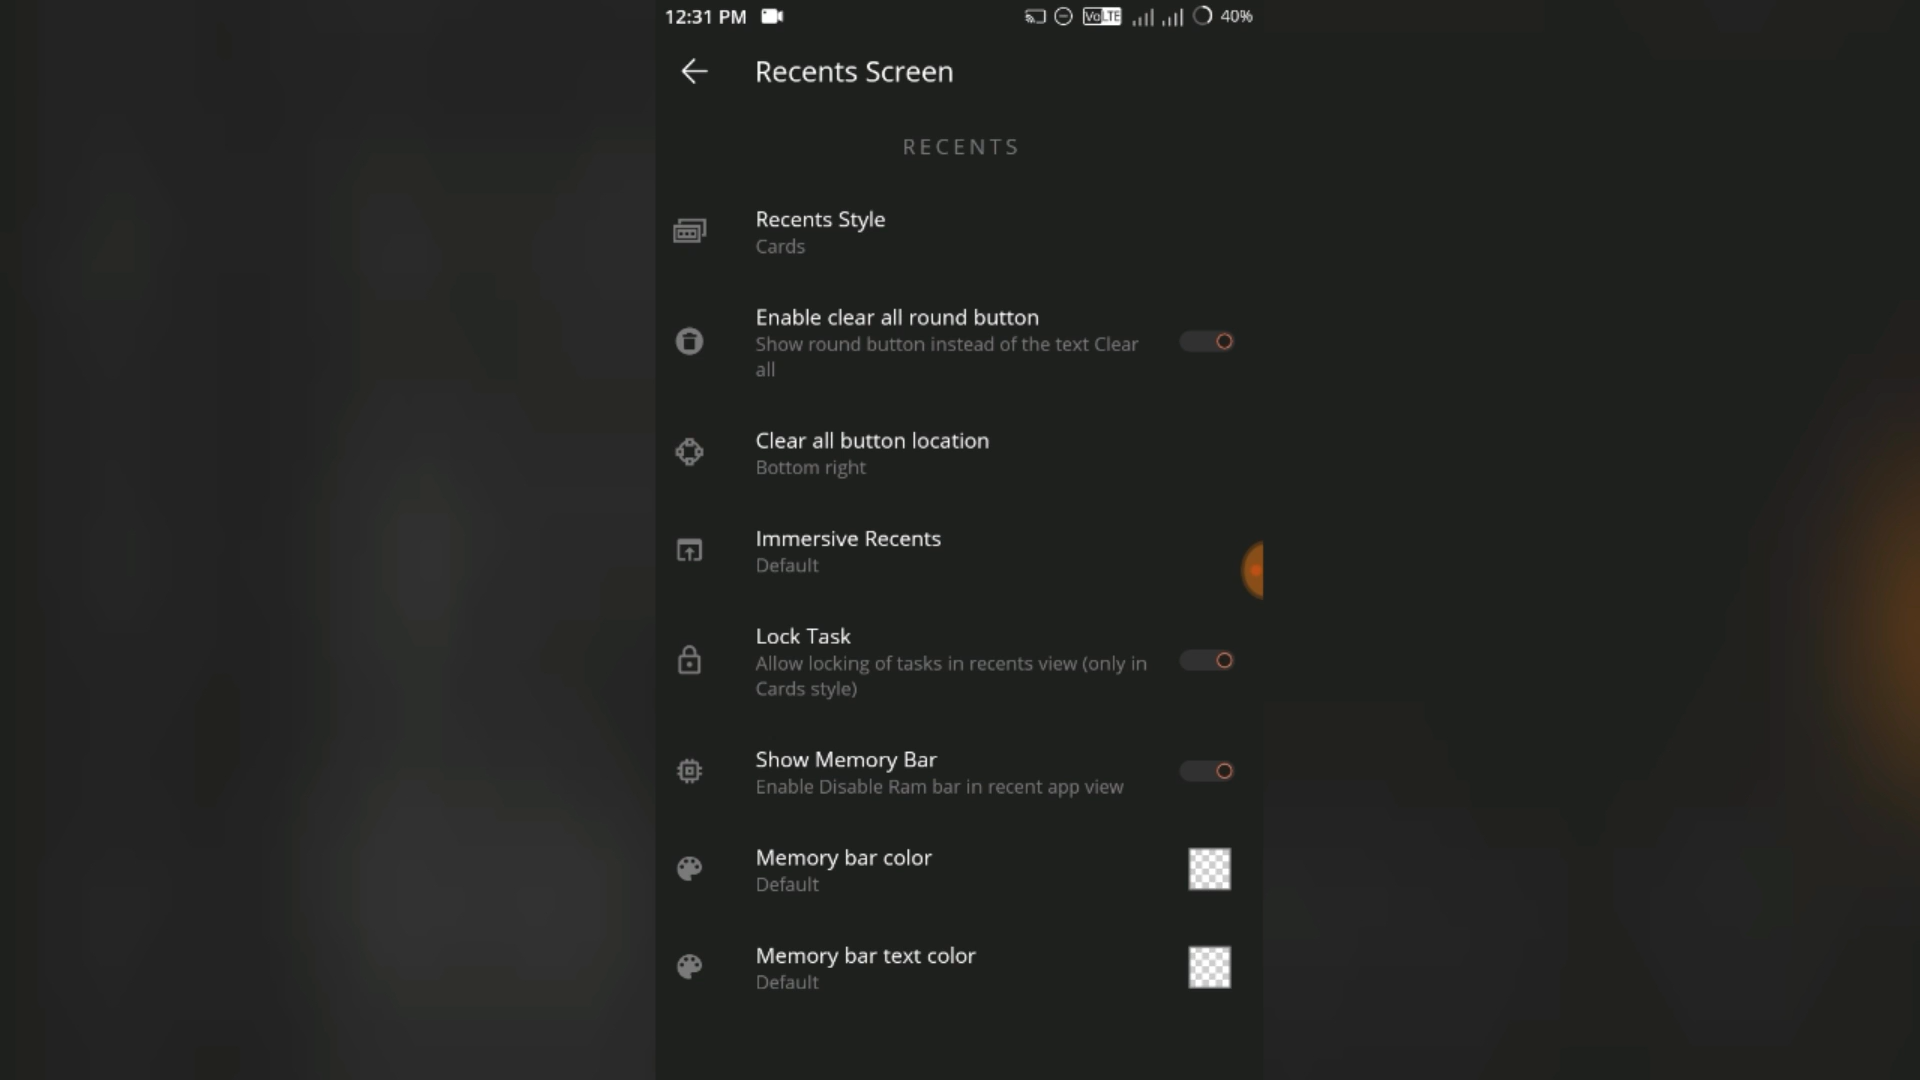 12:31 PM
VoLTE
40%
Recents Screen
RECENTS
Recents Style
Cards
Enable clear all round button
Show round button instead of the text Clear
all
Clear all button location
Bottom right
Immersive Recents
Default
Lock Task
Allow locking of tasks in recents view (only in
Cards style)
Show Memory Bar
Enable Disable Ram bar in recent app view
Memory bar color
Default
Memory bar text color
Default